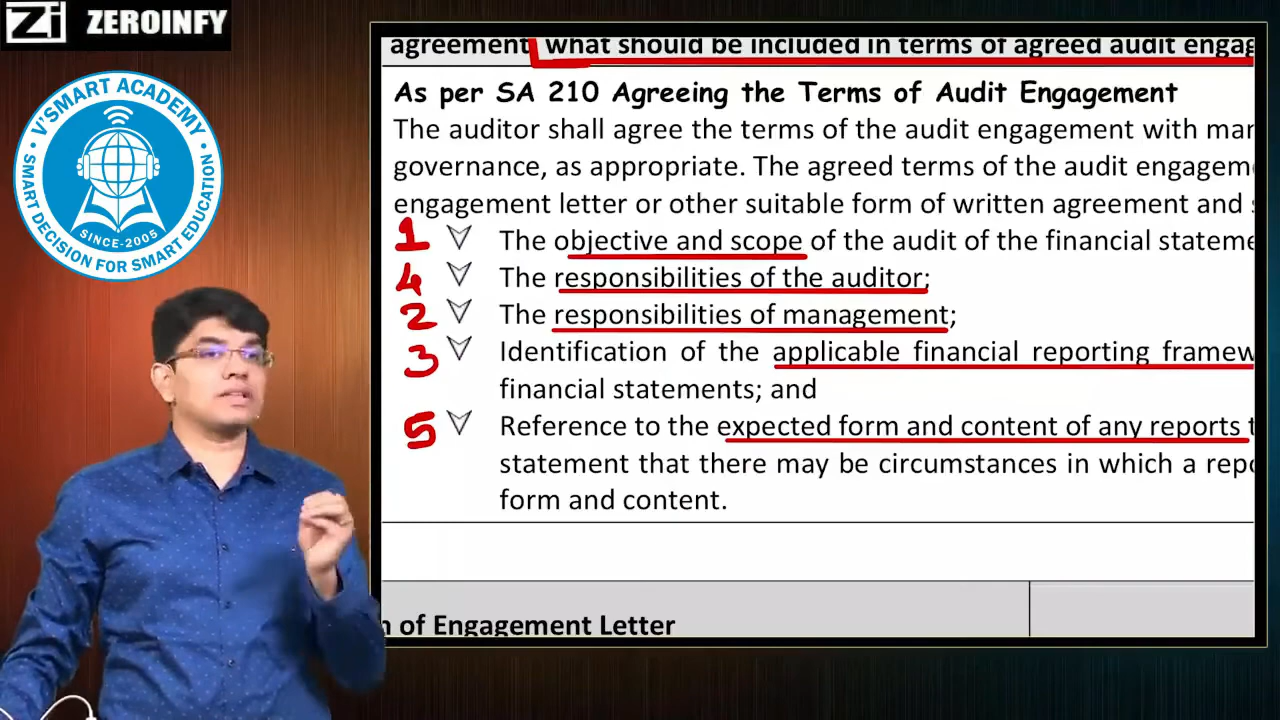 Zi ZEROINFY
V'SMART ACADEMY
SMART DECISION FOR SMART EDUCATION
SINCE-2005
agreement, what should be included in terms of agreed audit
As per SA 210 Agreeing the Terms of Audit Engagement
The auditor shall agree the terms of the audit engagement with
governance, as appropriate. The agreed terms of the audit
engagement letter or other suitable form of written agreement and
1 The objective and scope of the audit of the financial
4 The responsibilities of the auditor;
2 The responsibilities of management;
3 Identification of the applicable financial reporting
financial statements; and
5 Reference to the expected form and content of any reports
statement that there may be circumstances in which a
form and content.
of Engagement Letter